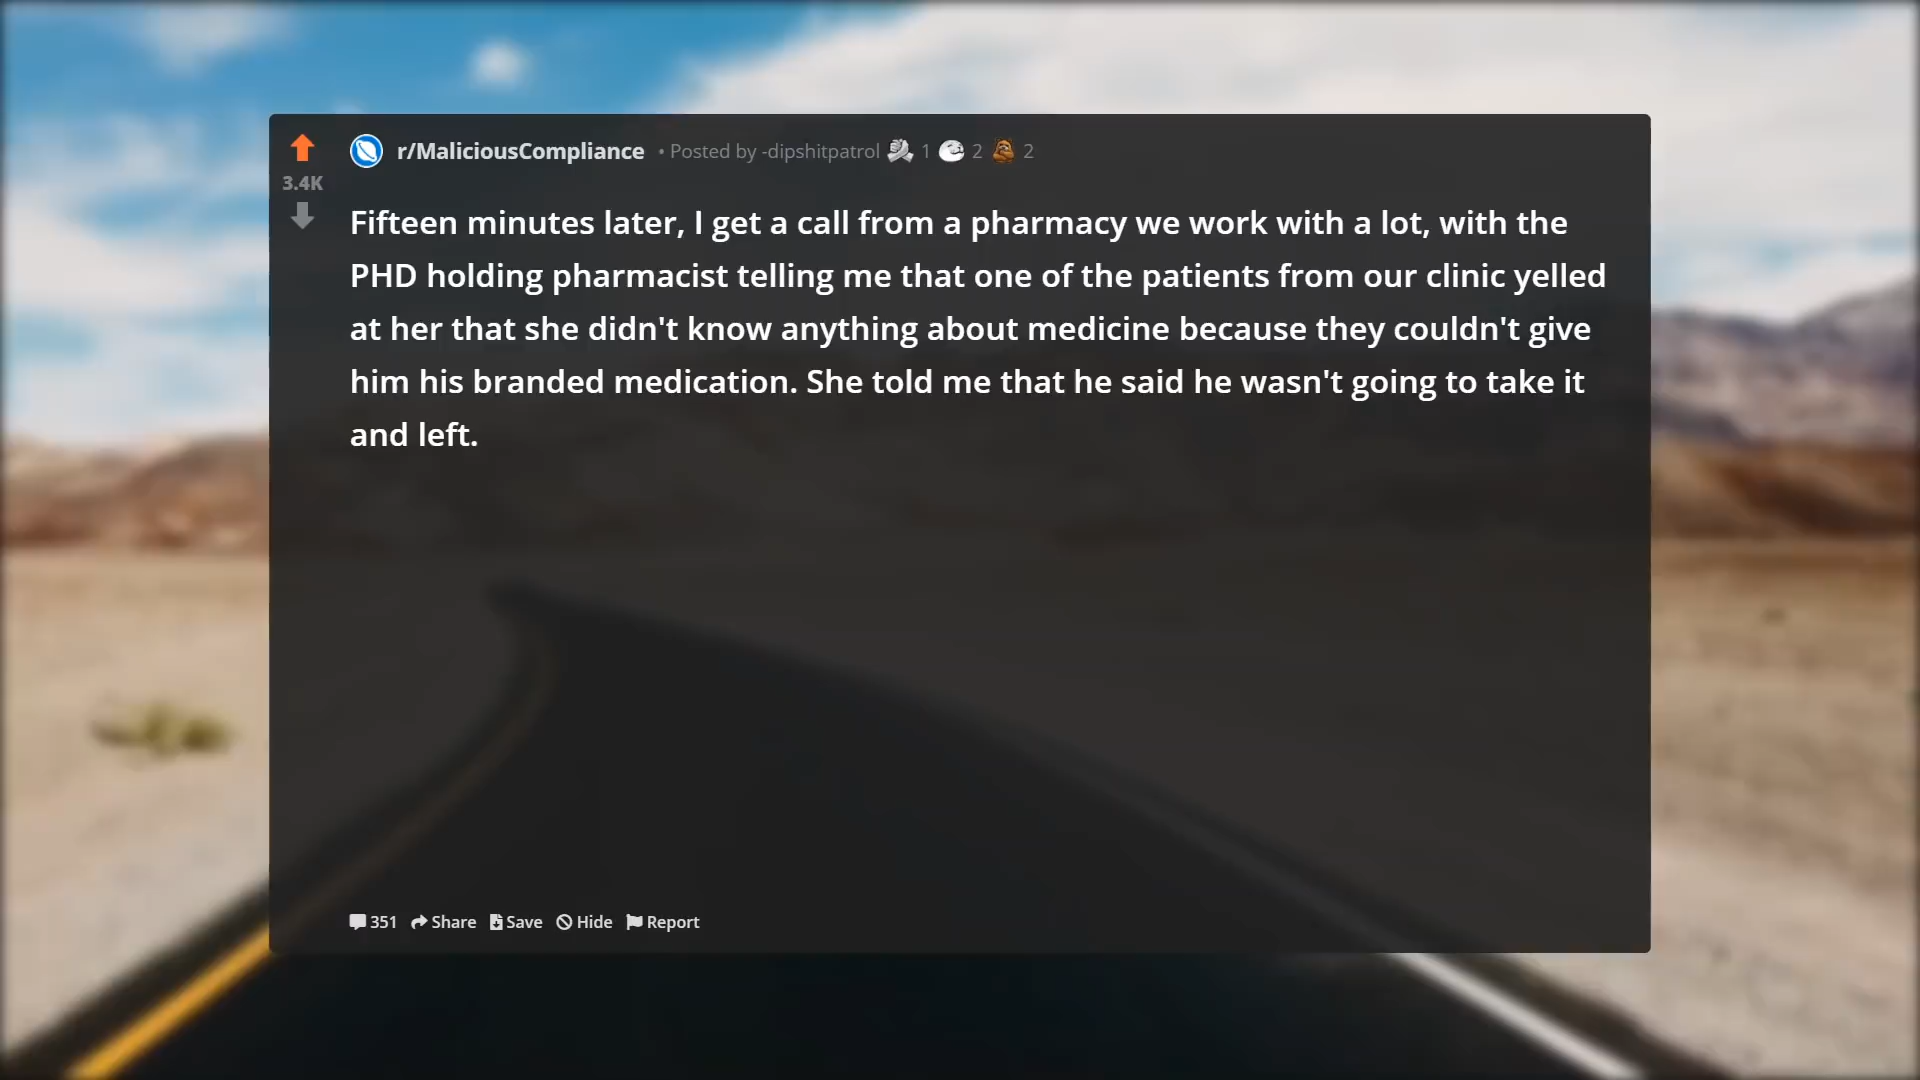 r/MaliciousCompliance • Posted by -dipshitpatrol 1 2 2
3.4K
Fifteen minutes later, I get a call from a pharmacy we work with a lot, with the
PHD holding pharmacist telling me that one of the patients from our clinic yelled
at her that she didn't know anything about medicine because they couldn't give
him his branded medication. She told me that he said he wasn't going to take it
and left.
351 Share Save Hide Report